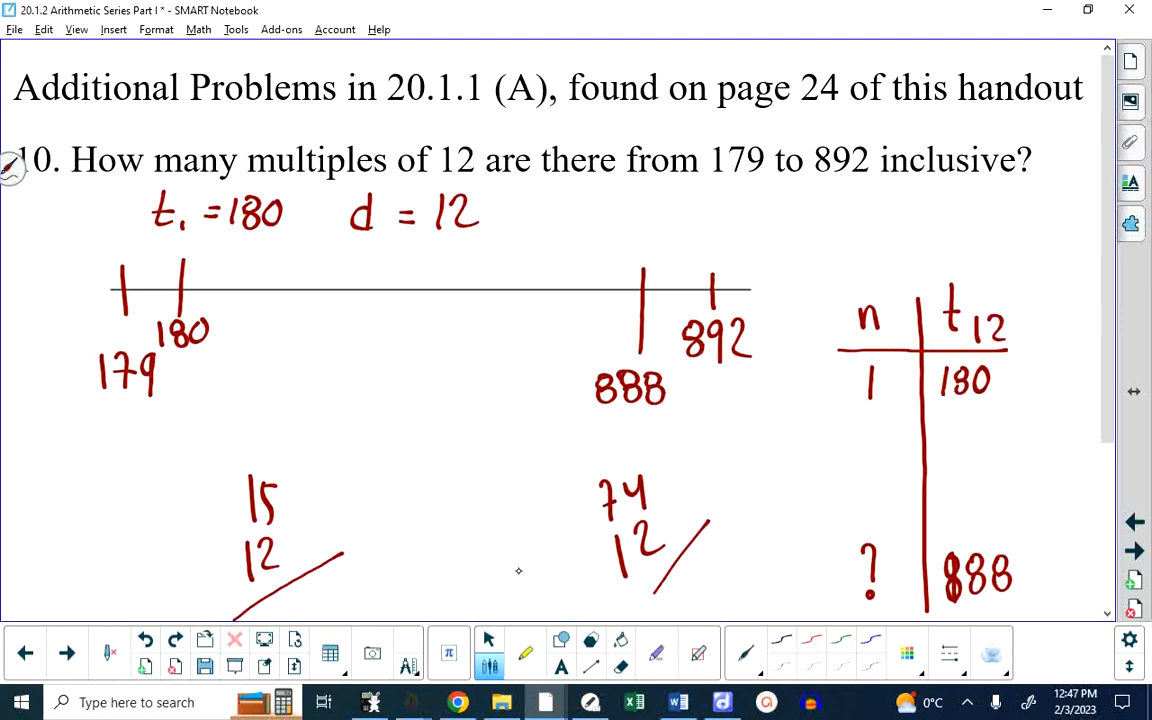 20.1.2 Arithmetic Series Part I * - SMART Notebook
File Edit View Insert Format Math Tools Add-ons Account Help
Additional Problems in 20.1.1 (A), found on page 24 of this handout
10. How many multiples of 12 are there from 179 to 892 inclusive?
t₁ = 180 d = 12
179 180 888 892
n t₁₂
1 180
? 888
15
12
74
12
Type here to search
0°C
12:47 PM
2/3/2023